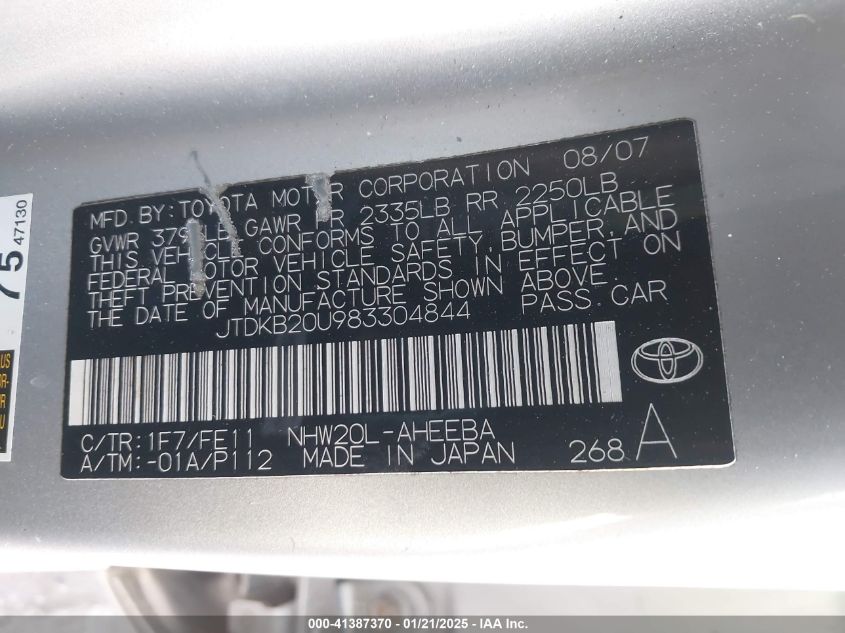 MFD. BY: TOYOTA MOTOR CORPORATION 08/07
GVWR LB GAWR FR 2335LB RR 2250LB
THIS VEHICLE CONFORMS TO ALL APPLICABLE
FEDERAL MOTOR VEHICLE SAFETY, BUMPER, AND
THEFT PREVENTION STANDARDS IN EFFECT ON
THE DATE OF MANUFACTURE SHOWN ABOVE.
JTDKB20U983304844 PASS. CAR
C/TR: 1F7/FE11 NHW20L-AHEEBA
A/TM: -01A/P112 MADE IN JAPAN 268 A
75 47130
000-41387370 — 01/21/2025 — IAA Inc.